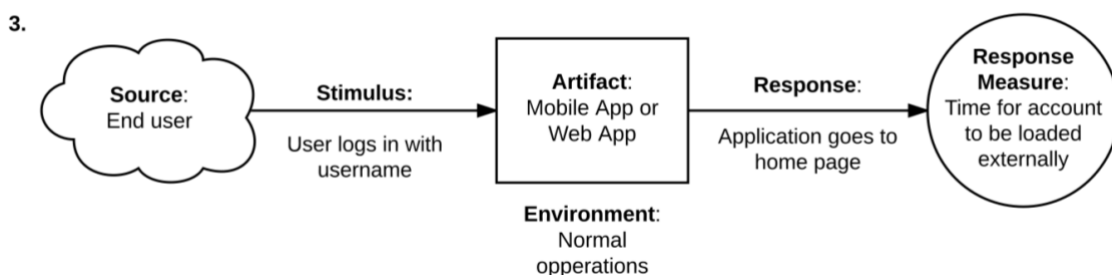 3.
Source:
End user
Stimulus:
User logs in with
username
Artifact:
Mobile App or
Web App
Environment:
Normal
opperations
Response:
Application goes to
home page
Response
Measure:
Time for account
to be loaded
externally